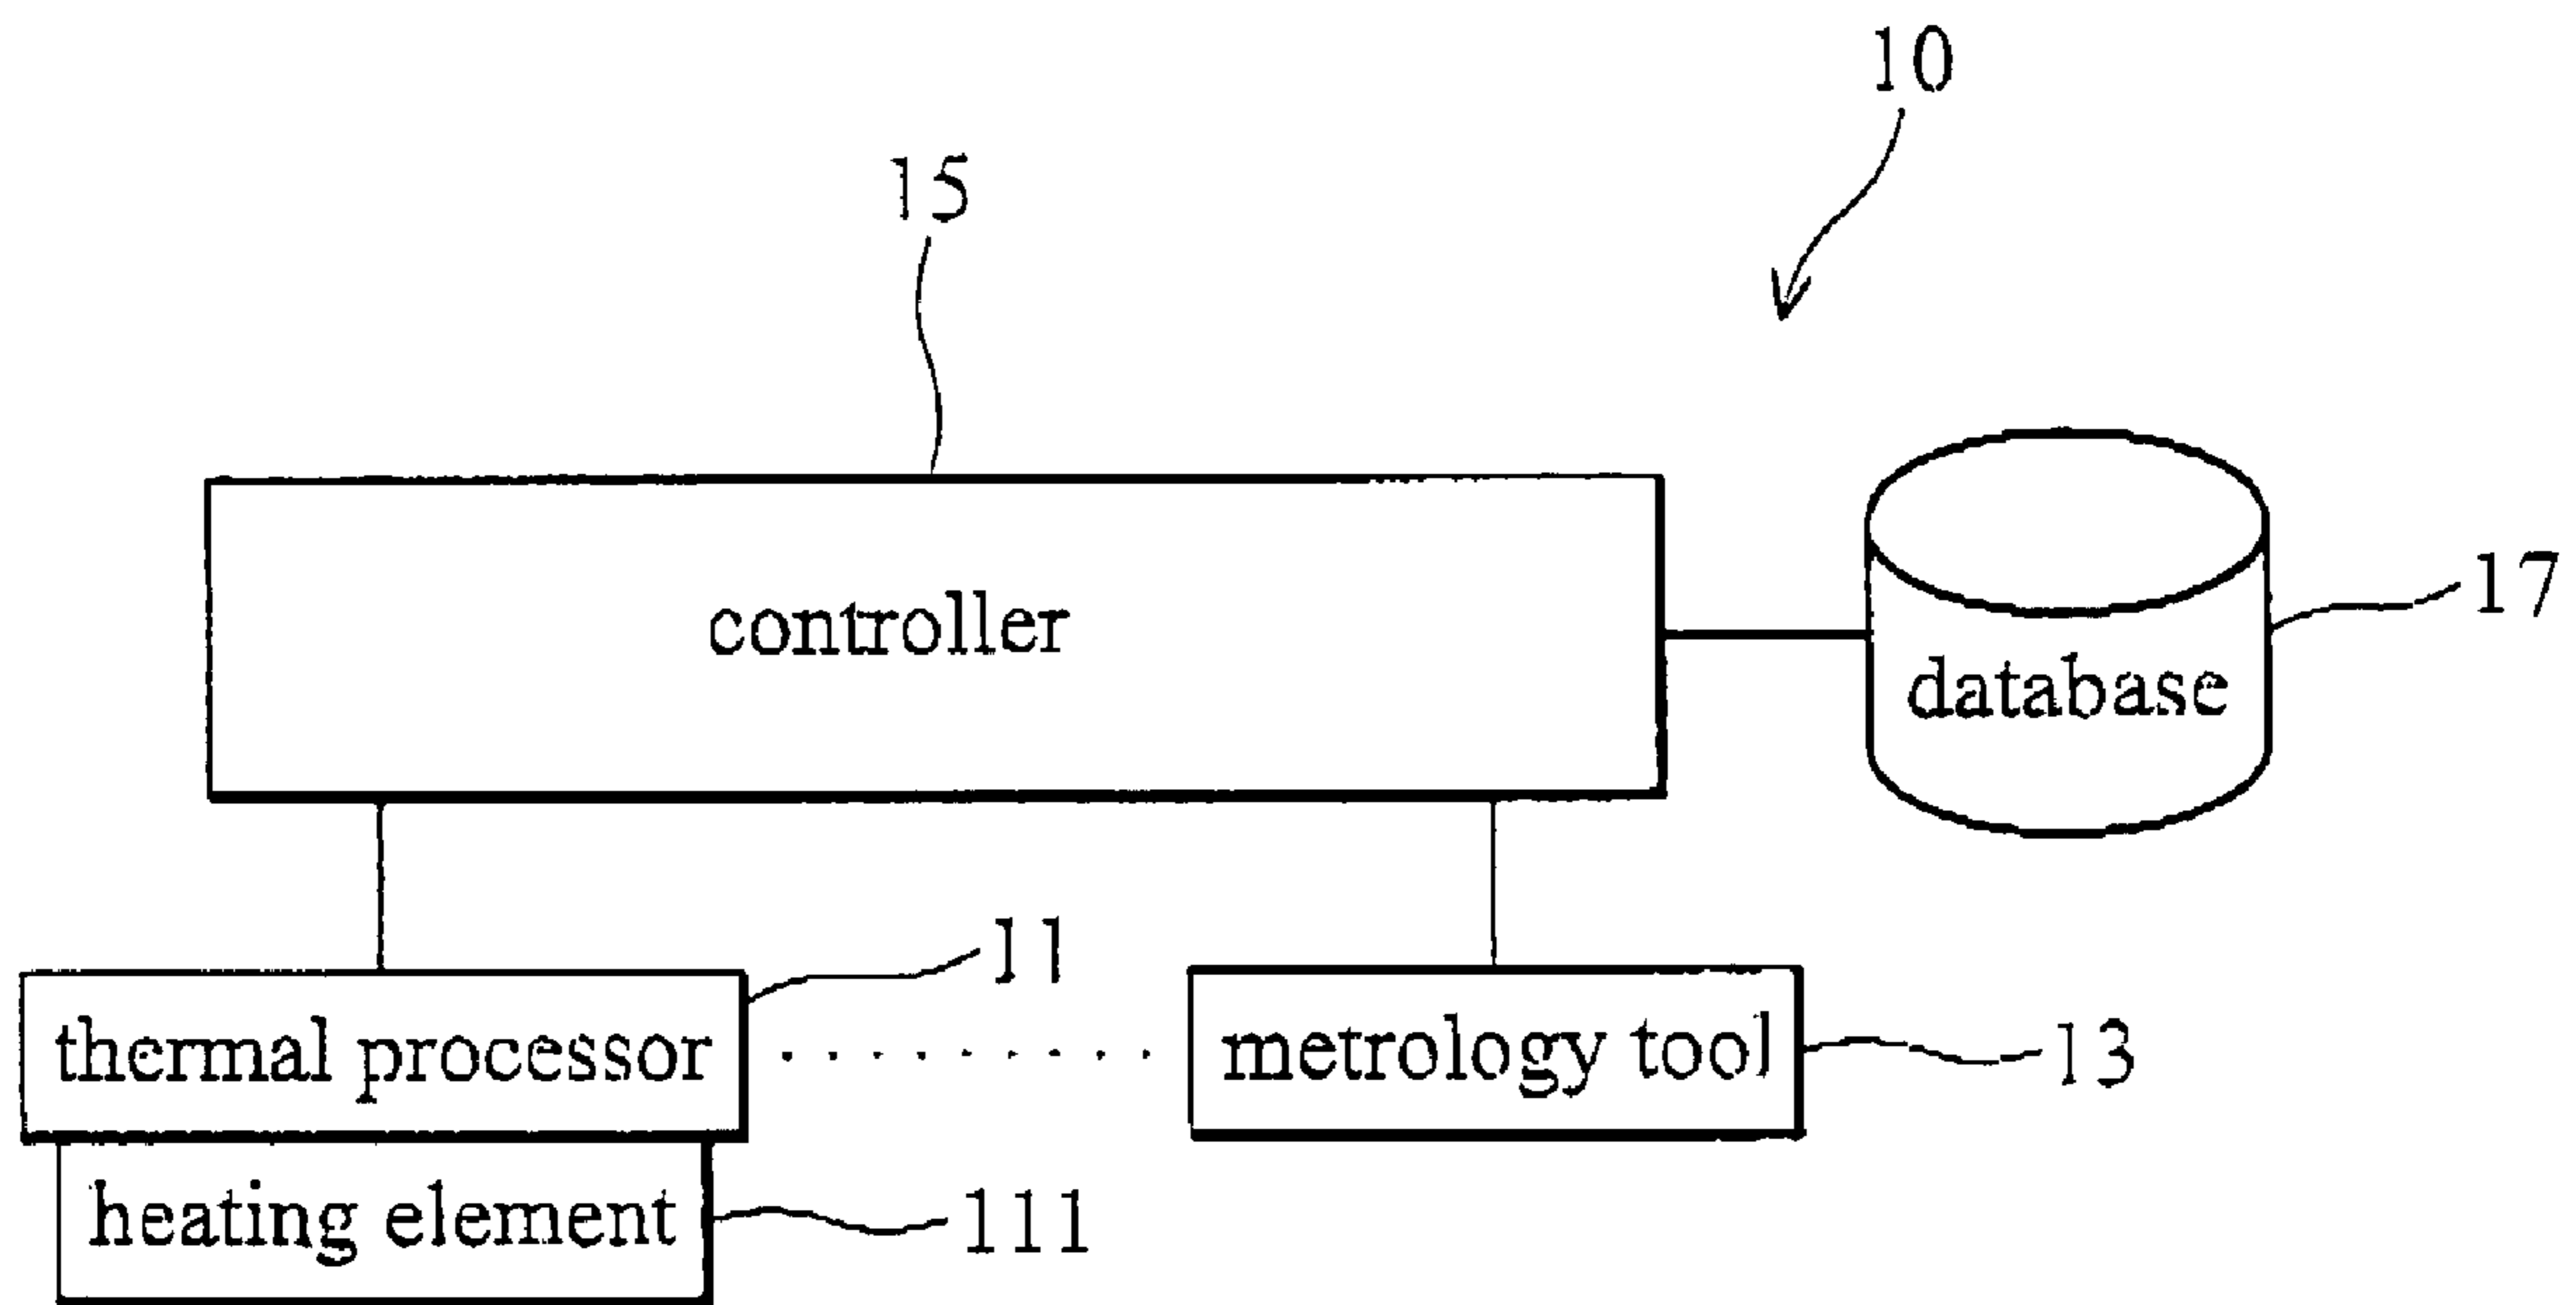 10
15
controller
database
17
thermal processor
11
metrology tool
13
heating element
111